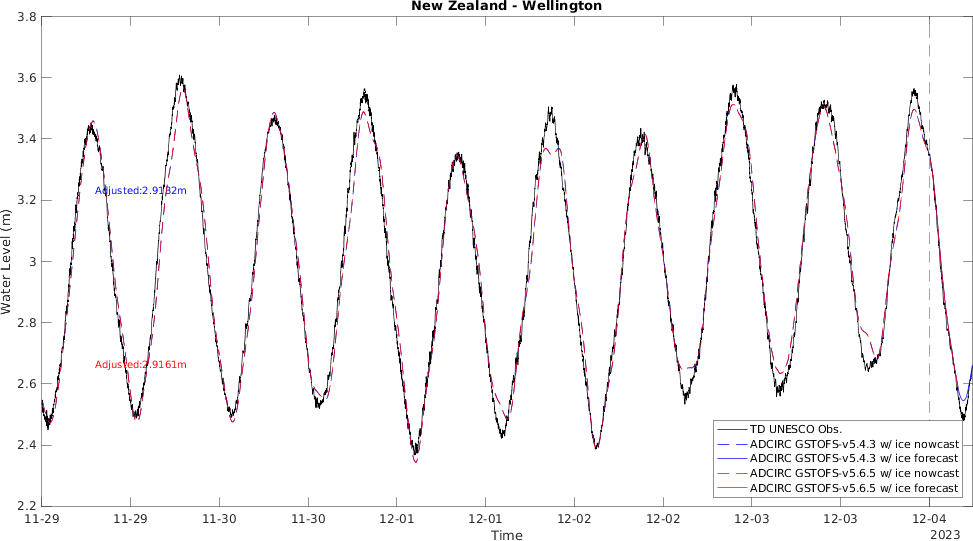 New Zealand - Wellington
3.8
3.6
3.4
3.2
3
2.8
2.6
2.4
2.2
Water Level (m)
Adjusted:2.9132m
Adjusted:2.9161m
TD UNESCO Obs.
ADCIRC GSTOFS-v5.4.3 w/ ice nowcast
ADCIRC GSTOFS-v5.4.3 w/ ice forecast
ADCIRC GSTOFS-v5.6.5 w/ ice nowcast
ADCIRC GSTOFS-v5.6.5 w/ ice forecast
11-29 11-29 11-30 11-30 12-01 12-01 12-02 12-02 12-03 12-03 12-04
Time
2023